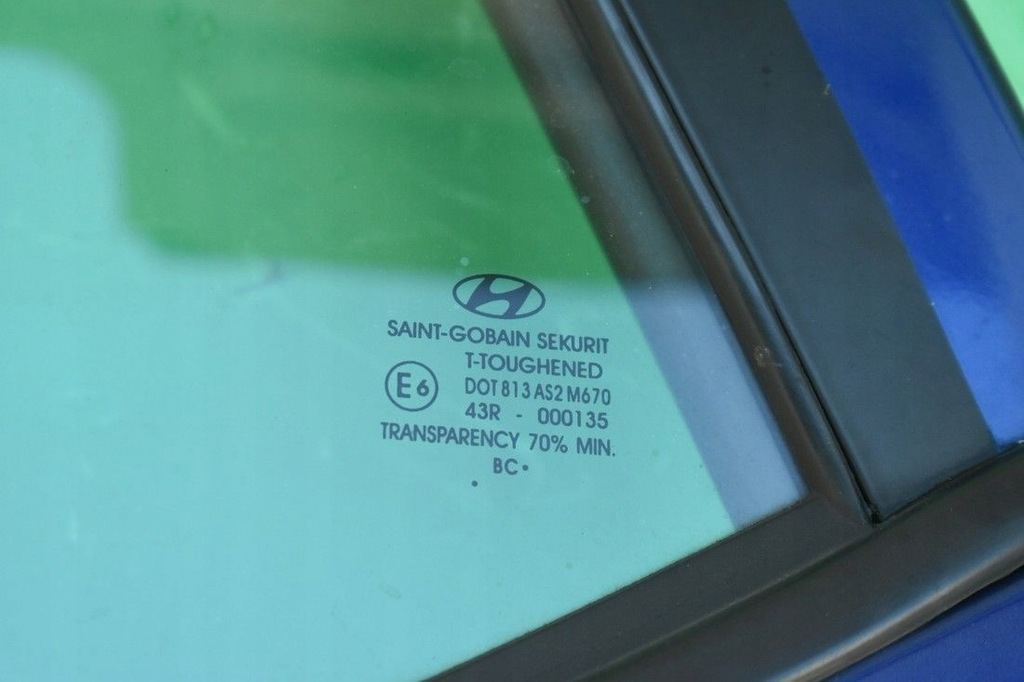 SAINT-GOBAIN SEKURIT
T-TOUGHENED
E6 DOT 813 AS2 M670
43R - 000135
TRANSPARENCY 70% MIN.
BC•
•